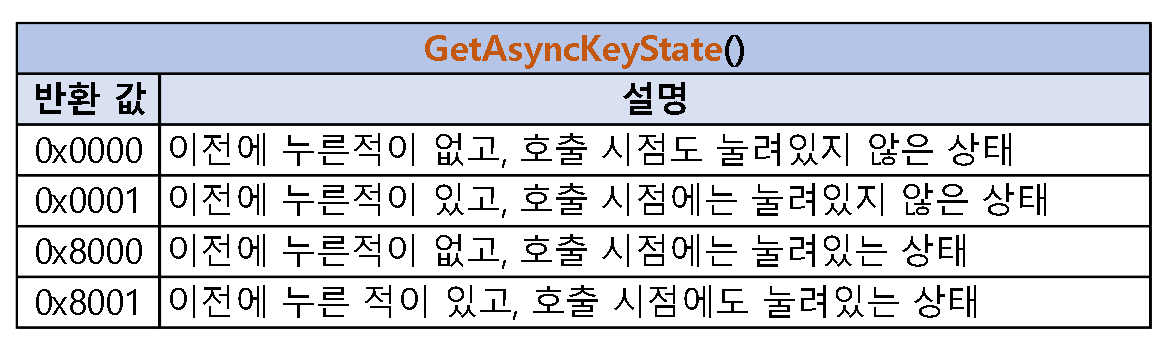 GetAsyncKeyState()
반환 값 설명
0x0000 이전에 누른적이 없고, 호출 시점도 눌려있지 않은 상태
0x0001 이전에 누른적이 있고, 호출 시점에는 눌려있지 않은 상태
0x8000 이전에 누른적이 없고, 호출 시점에는 눌려있는 상태
0x8001 이전에 누른 적이 있고, 호출 시점에도 눌려있는 상태